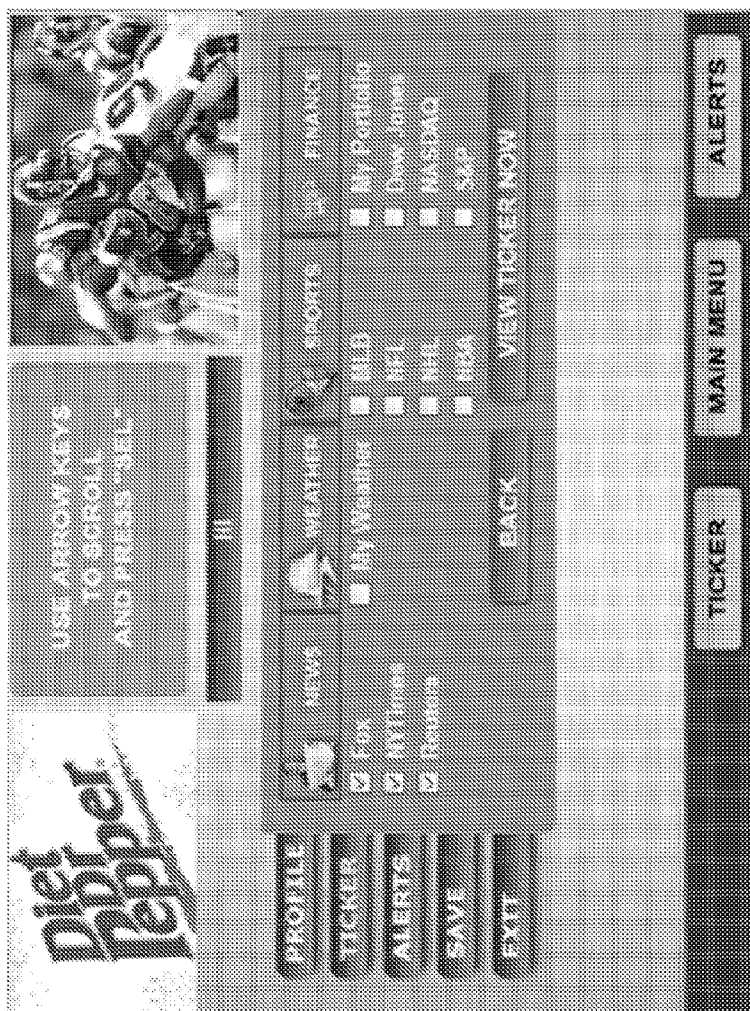 Diet
Dr Pepper
USE ARROW KEYS
TO SCROLL
AND PRESS "SEL"
PROFILE
TICKER
ALERTS
SAVE
EXIT
NEWS
WEATHER
SPORTS
FINANCE
Fox
NYTimes
Reuters
My Weather
MLB
NFL
NHL
NBA
My Portfolio
Dow Jones
NASDAQ
S&P
BACK
VIEW TICKER NOW
TICKER
MAIN MENU
ALERTS